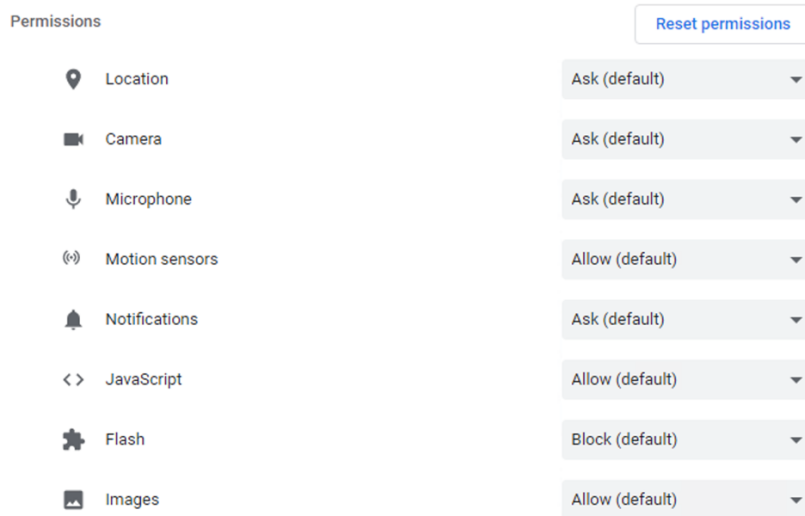 Permissions
Reset permissions
Location Ask (default)
Camera Ask (default)
Microphone Ask (default)
Motion sensors Allow (default)
Notifications Ask (default)
JavaScript Allow (default)
Flash Block (default)
Images Allow (default)